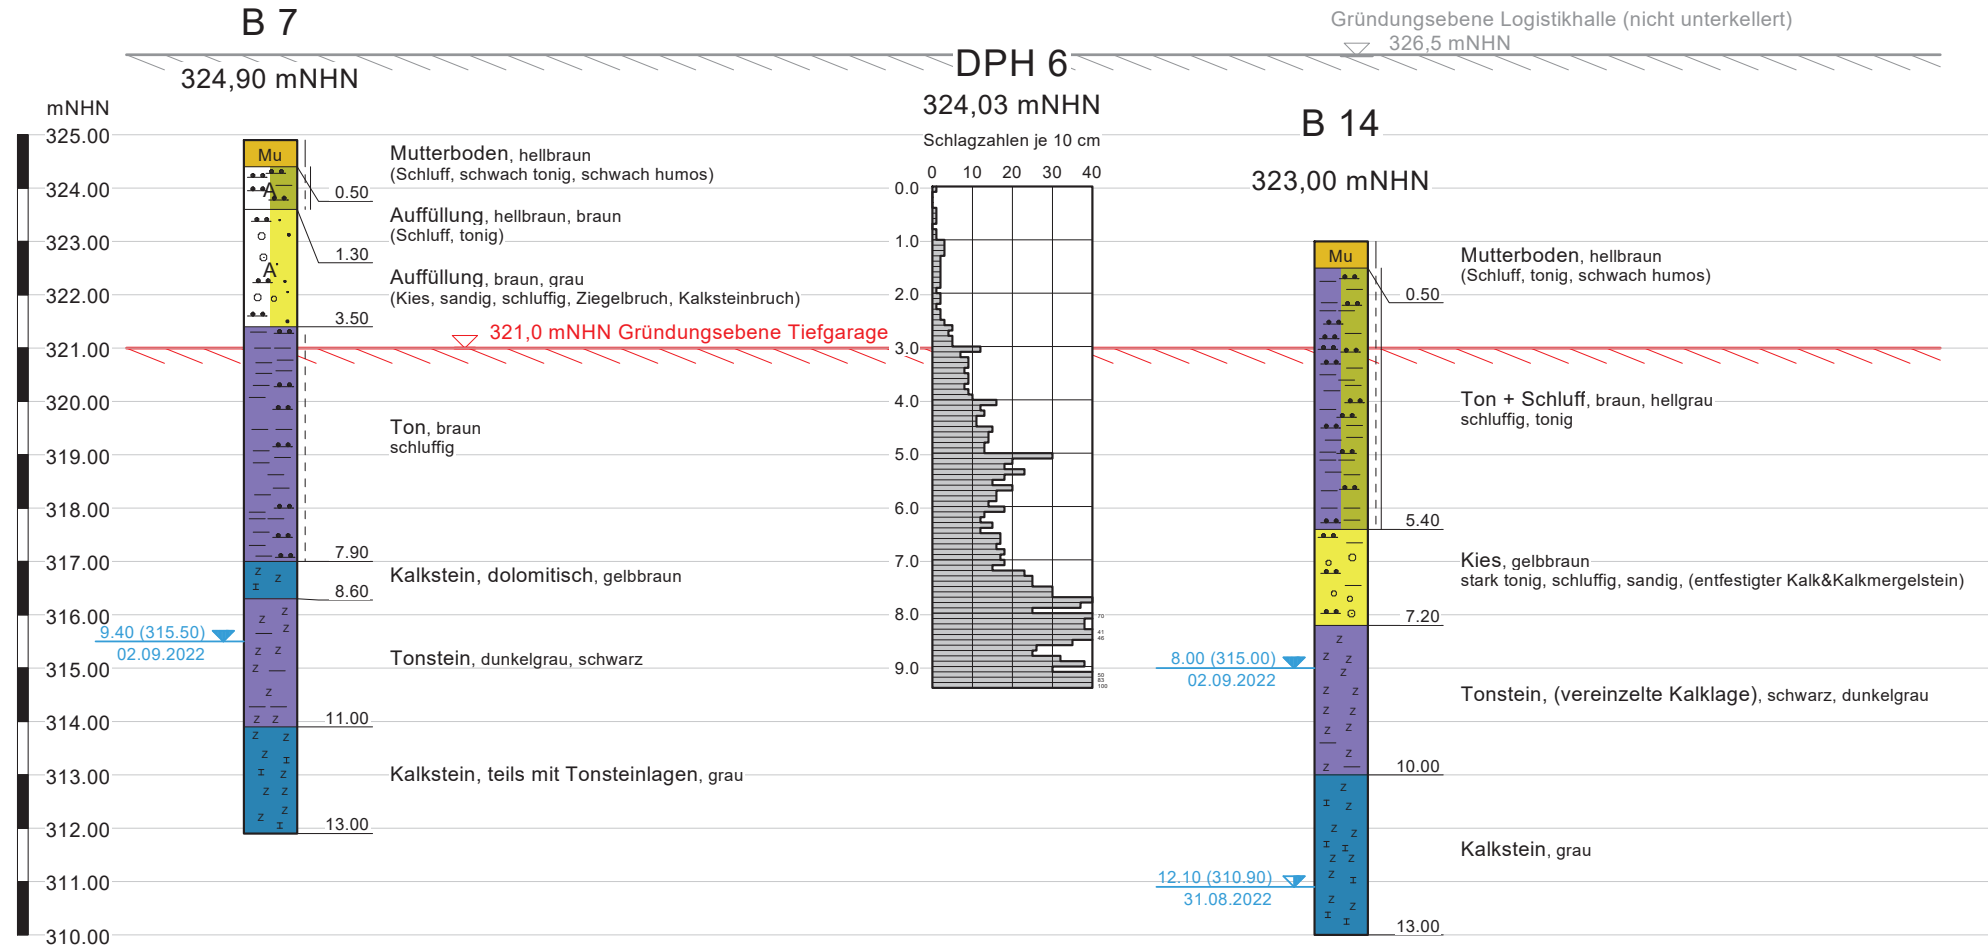 B 7
324,90 mNHN
Gründungsebene Logistikhalle (nicht unterkellert)
326,5 mNHN
DPH 6
324,03 mNHN
Schlagzahlen je 10 cm
0 10 20 30 40
0.0
1.0
2.0
3.0
4.0
5.0
6.0
7.0
8.0
9.0
70
41
46
50
83
100
B 14
323,00 mNHN
mNHN
325.00
324.00
323.00
322.00
321.00
320.00
319.00
318.00
317.00
316.00
315.00
314.00
313.00
312.00
311.00
310.00
Mu
A
A
0.50
1.30
3.50
7.90
8.60
11.00
13.00
Mutterboden, hellbraun
(Schluff, schwach tonig, schwach humos)
Auffüllung, hellbraun, braun
(Schluff, tonig)
Auffüllung, braun, grau
(Kies, sandig, schluffig, Ziegelbruch, Kalksteinbruch)
321,0 mNHN Gründungsebene Tiefgarage
Ton, braun
schluffig
Kalkstein, dolomitisch, gelbbraun
Tonstein, dunkelgrau, schwarz
Kalkstein, teils mit Tonsteinlagen, grau
9.40 (315.50)
02.09.2022
Mu
0.50
5.40
7.20
10.00
13.00
Mutterboden, hellbraun
(Schluff, tonig, schwach humos)
Ton + Schluff, braun, hellgrau
schluffig, tonig
Kies, gelbbraun
stark tonig, schluffig, sandig, (entfestigter Kalk&Kalkmergelstein)
Tonstein, (vereinzelte Kalklage), schwarz, dunkelgrau
Kalkstein, grau
8.00 (315.00)
02.09.2022
12.10 (310.90)
31.08.2022